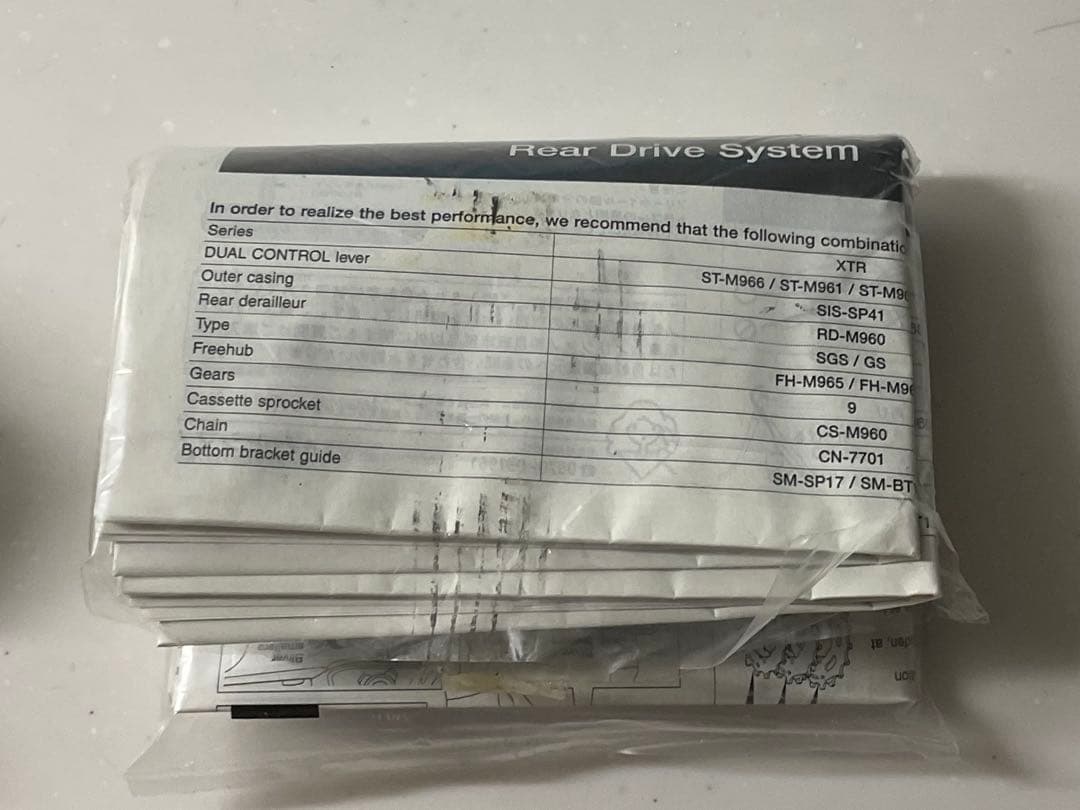 Rear Drive System
In order to realize the best performance, we recommend that the following combinatio
Series XTR
DUAL CONTROL lever ST-M966 / ST-M961 / ST-M96
Outer casing SIS-SP41
Rear derailleur RD-M960
Type SGS / GS
Freehub FH-M965 / FH-M96
Gears 9
Cassette sprocket CS-M960
Chain CN-7701
Bottom bracket guide SM-SP17 / SM-BT